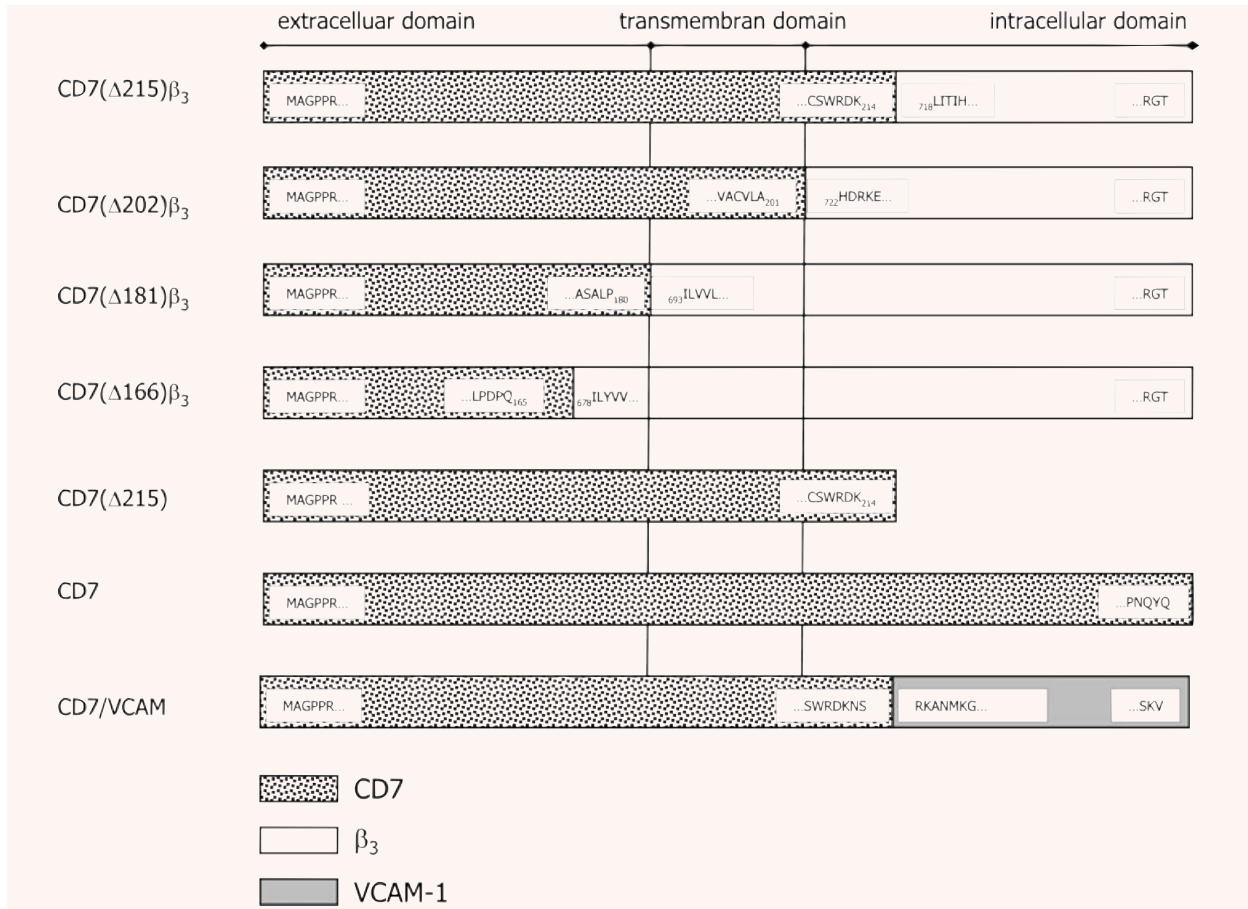 extracelluar domain transmembran domain intracellular domain
CD7(Δ215)β₃ MAGPPR... ...CSWRDK₂₁₄ ₇₁₈LITIH... ...RGT
CD7(Δ202)β₃ MAGPPR... ...VACVLA₂₀₁ ₇₂₂HDRKE... ...RGT
CD7(Δ181)β₃ MAGPPR... ...ASALP₁₈₀ ₆₉₃ILVVL... ...RGT
CD7(Δ166)β₃ MAGPPR... ...LPDPQ₁₆₅ ₆₇₈ILYVV... ...RGT
CD7(Δ215) MAGPPR ... ...CSWRDK₂₁₄
CD7 MAGPPR... ...PNQYQ
CD7/VCAM MAGPPR... ...SWRDKNS RKANMKG... ...SKV
CD7
β₃
VCAM-1